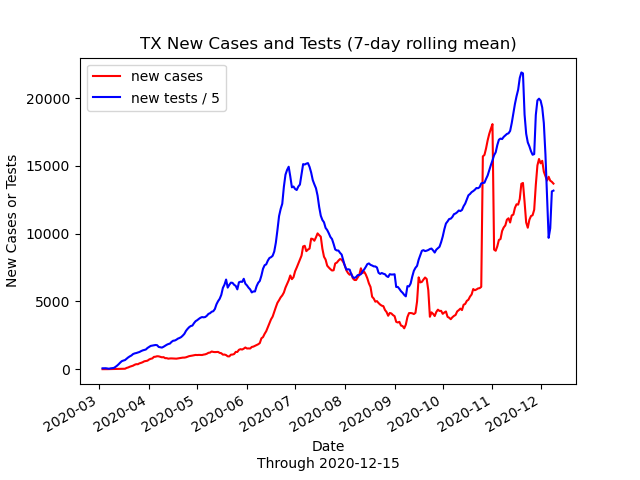 TX New Cases and Tests (7-day rolling mean)
new cases
new tests / 5
20000
15000
10000
5000
0
New Cases or Tests
2020-03
2020-04
2020-05
2020-06
2020-07
2020-08
2020-09
2020-10
2020-11
2020-12
Date
Through 2020-12-15